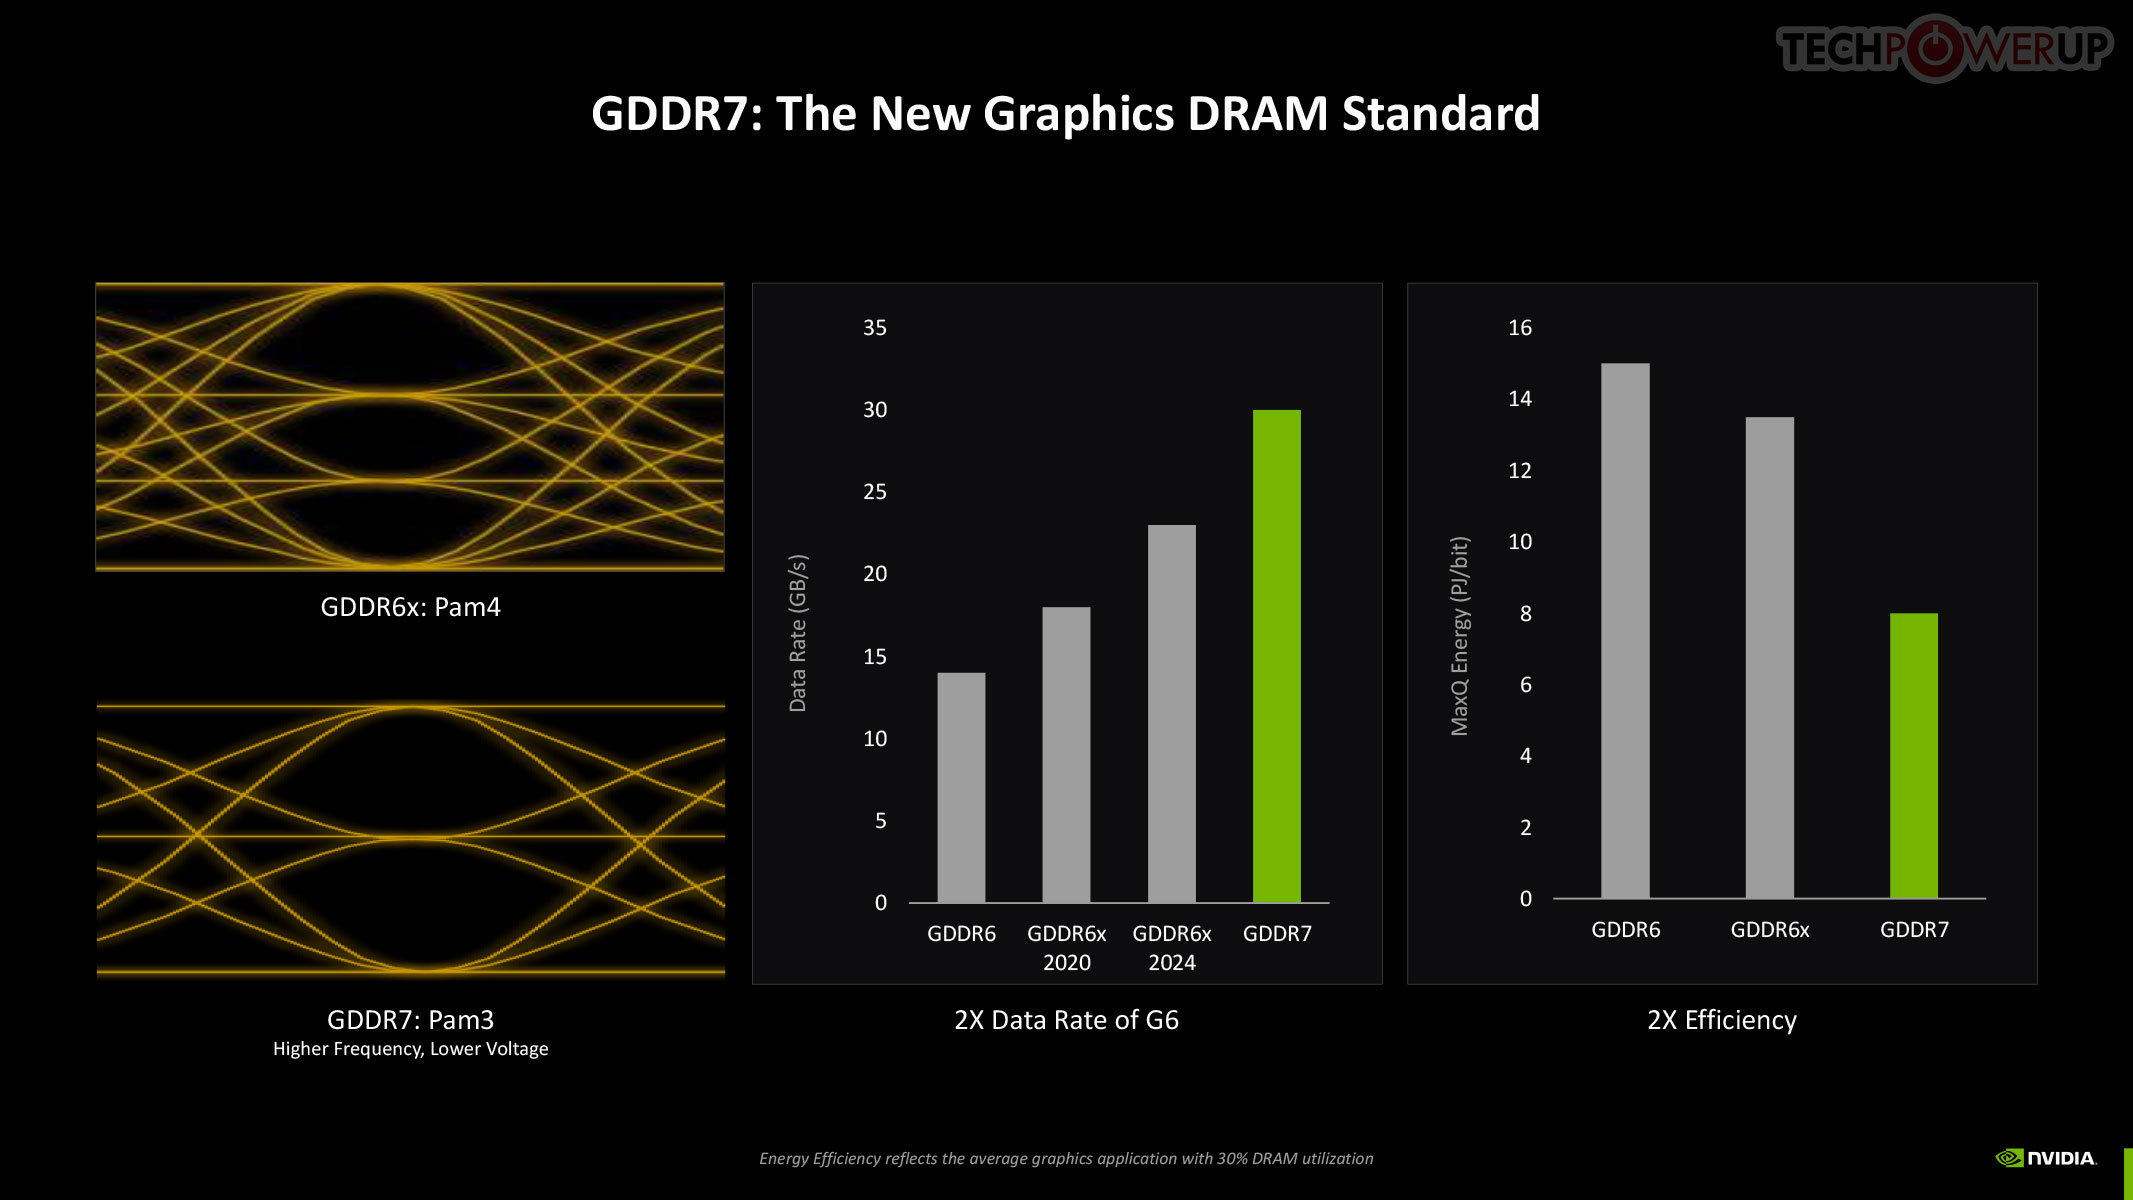 TECHPOWERUP
GDDR7: The New Graphics DRAM Standard
GDDR6x: Pam4
GDDR7: Pam3
Higher Frequency, Lower Voltage
Data Rate (GB/s)
35
30
25
20
15
10
5
0
GDDR6
GDDR6x 2020
GDDR6x 2024
GDDR7
2X Data Rate of G6
MaxQ Energy (PJ/bit)
16
14
12
10
8
6
4
2
0
GDDR6
GDDR6x
GDDR7
2X Efficiency
Energy Efficiency reflects the average graphics application with 30% DRAM utilization
NVIDIA.